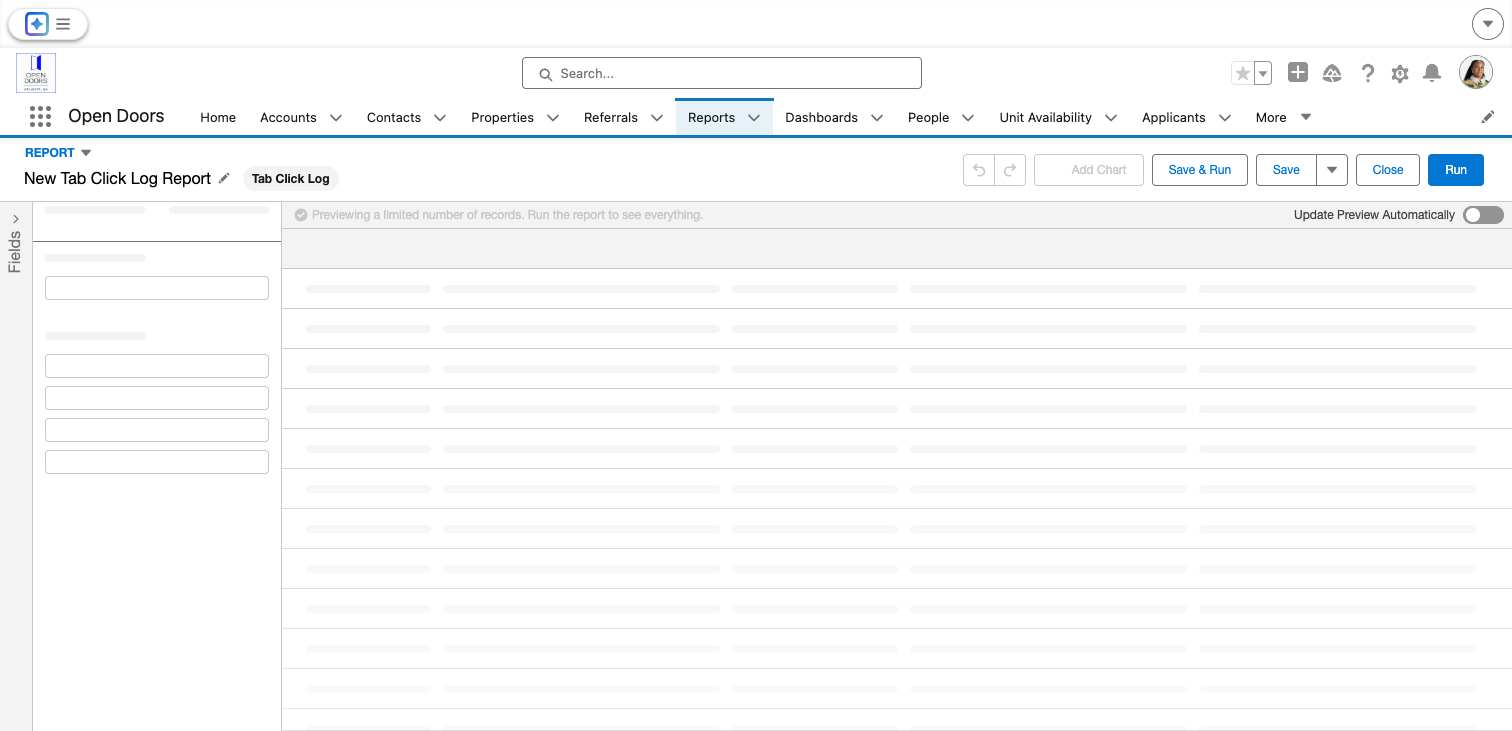 OPEN
DOORS
ATLANTA, GA
Search...
Open Doors
Home
Accounts
Contacts
Properties
Referrals
Reports
Dashboards
People
Unit Availability
Applicants
More
REPORT
New Tab Click Log Report
Tab Click Log
Add Chart
Save & Run
Save
Close
Run
Fields
Previewing a limited number of records. Run the report to see everything.
Update Preview Automatically